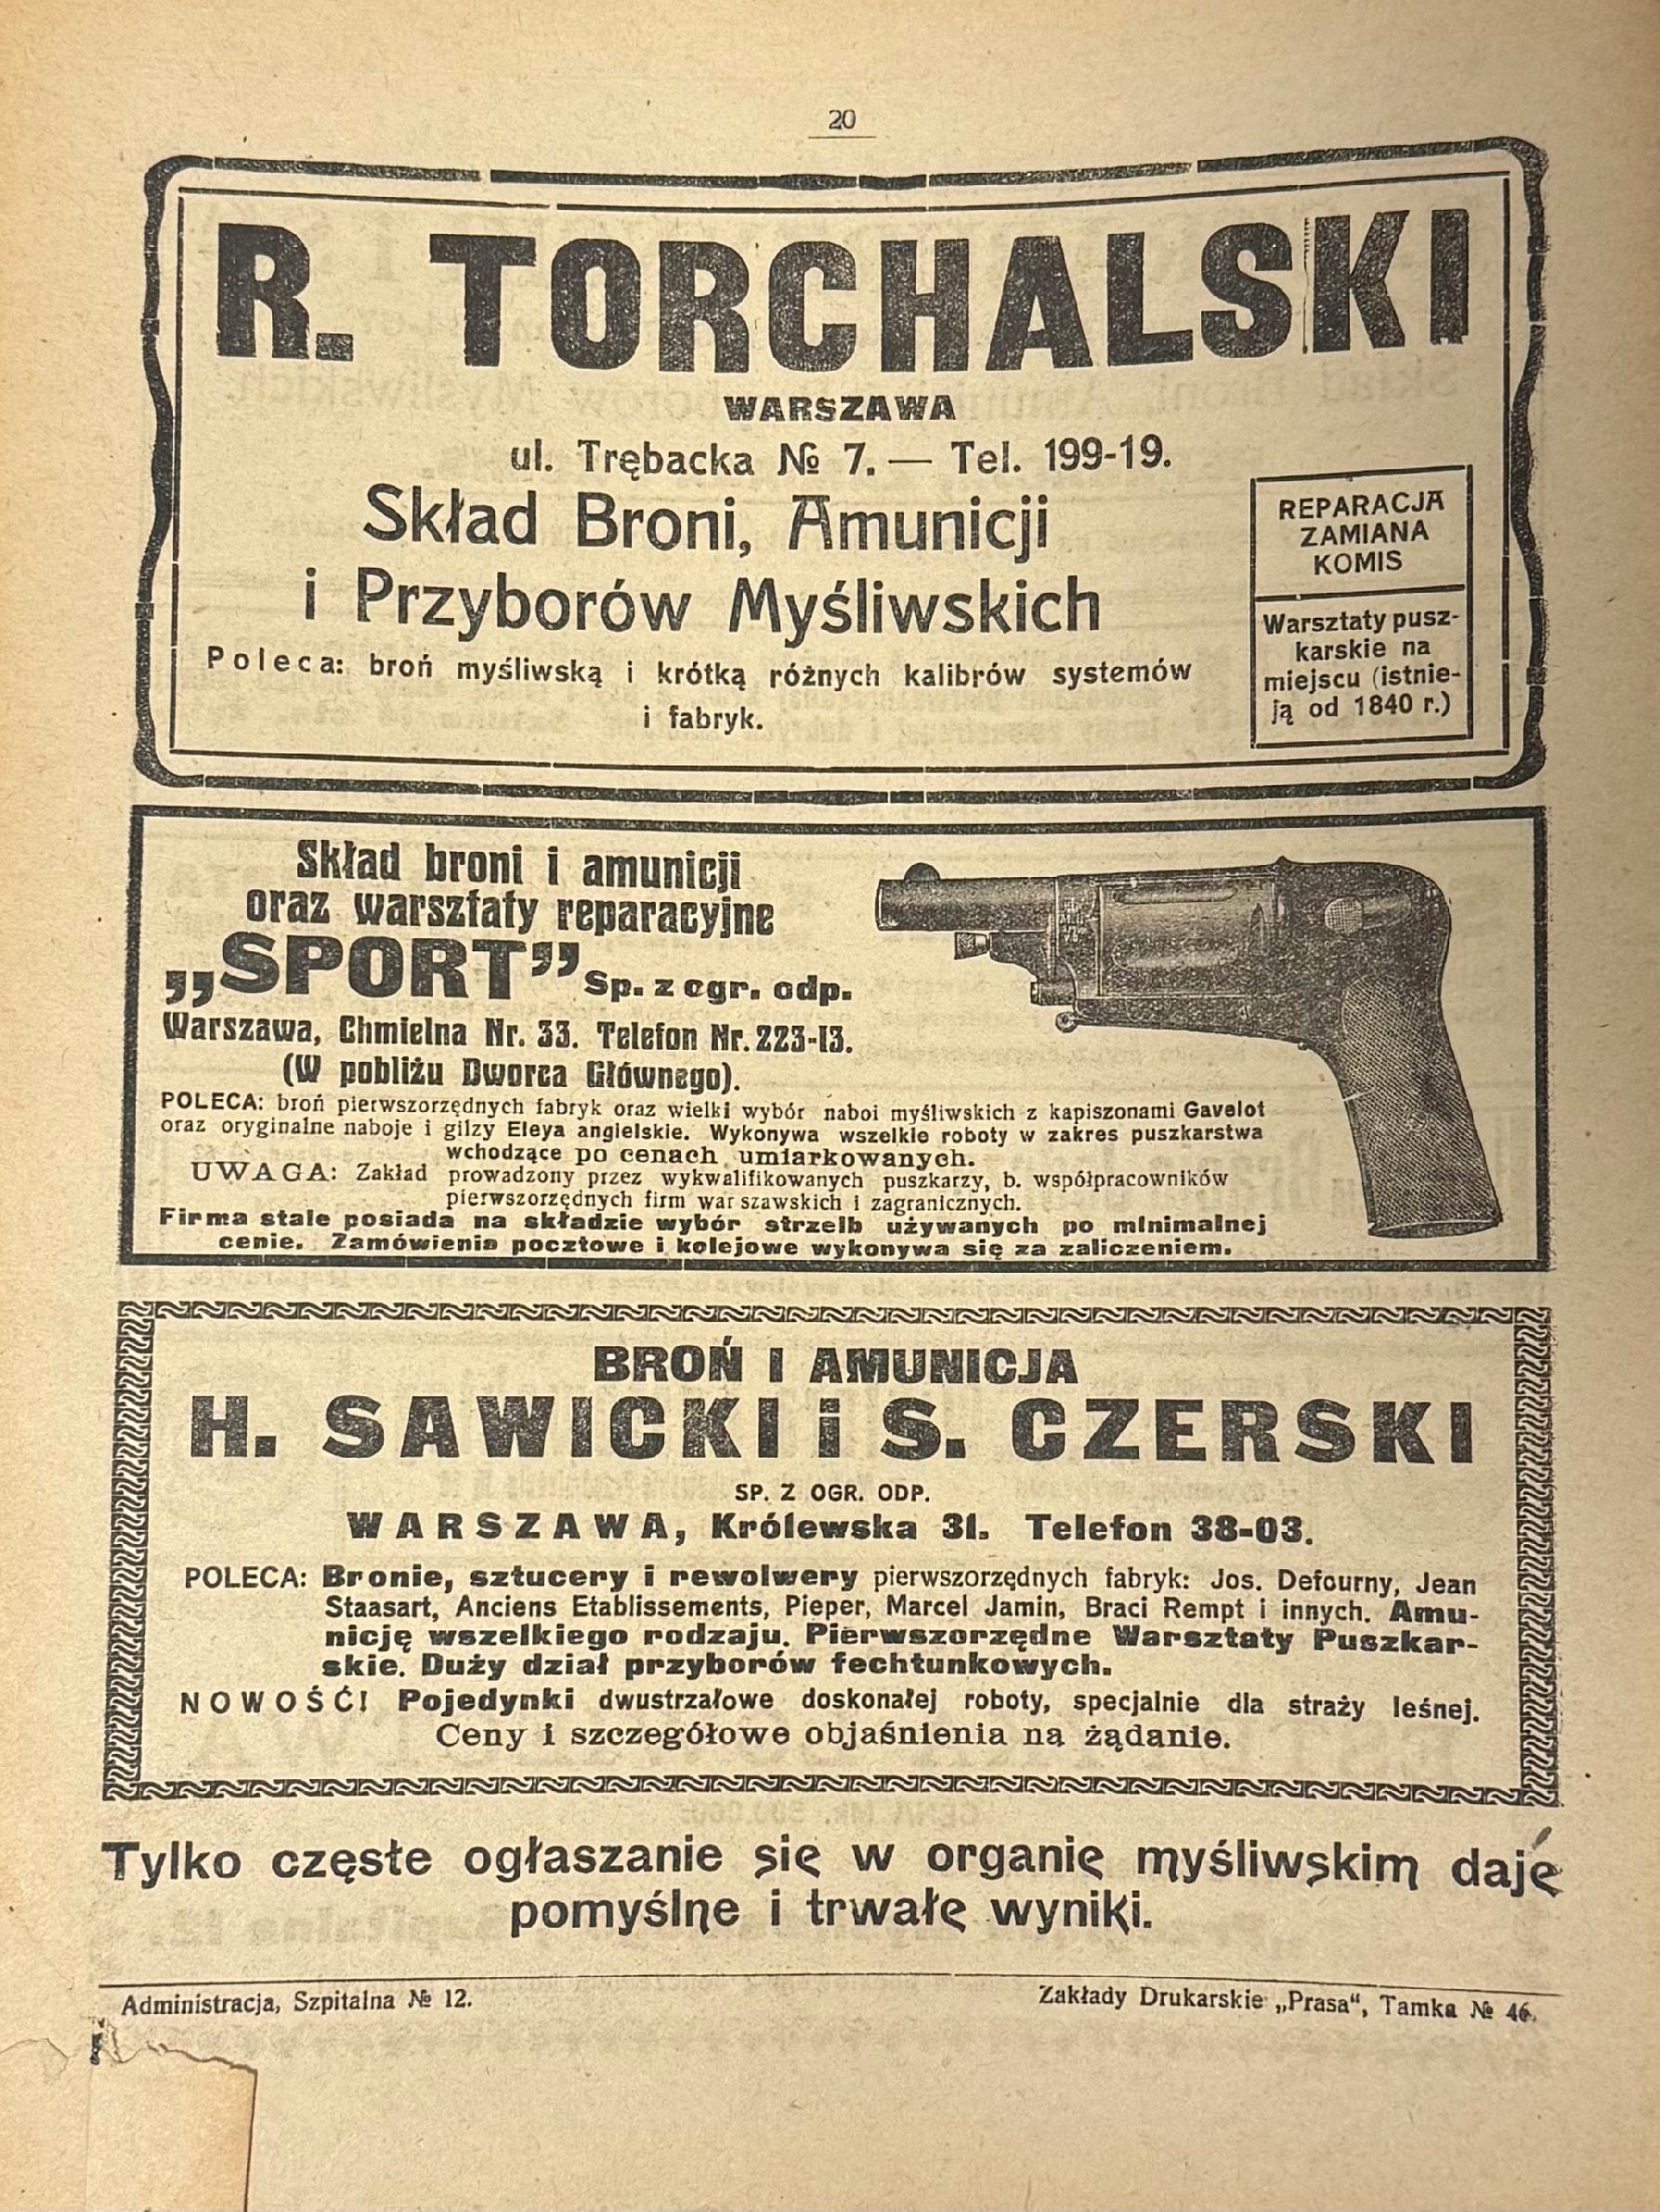 20
R. TORCHALSKI
WARSZAWA
ul. Trębacka № 7. — Tel. 199-19.
Skład Broni, Amunicji
i Przyborów Myśliwskich
Poleca: broń myśliwską i krótką różnych kalibrów systemów
i fabryk.
REPARACJA
ZAMIANA
KOMIS
Warsztaty pusz-
karskie na
miejscu (istnie-
ją od 1840 r.)
Skład broni i amunicji
oraz warsztaty reparacyjne
„SPORT” Sp. z ogr. odp.
Warszawa, Chmielna Nr. 33. Telefon Nr. 223-13.
(W pobliżu Dworca Głównego).
POLECA: broń pierwszorzędnych fabryk oraz wielki wybór naboi myśliwskich z kapiszonami Gavelot
oraz oryginalne naboje i gilzy Eleya angielskie. Wykonywa wszelkie roboty w zakres puszkarstwa
wchodzące po cenach umiarkowanych.
UWAGA: Zakład prowadzony przez wykwalifikowanych puszkarzy, b. współpracowników
pierwszorzędnych firm war szawskich i zagranicznych.
Firma stale posiada na składzie wybór strzelb używanych po minimalnej
cenie. Zamówienia pocztowe i kolejowe wykonywa się za zaliczeniem.
BROŃ I AMUNICJA
H. SAWICKI i S. CZERSKI
SP. Z OGR. ODP.
WARSZAWA, Królewska 31. Telefon 38-03.
POLECA: Bronie, sztucery i rewolwery pierwszorzędnych fabryk: Jos. Defourny, Jean
Staasart, Anciens Etablissements, Pieper, Marcel Jamin, Braci Rempt i innych. Amu-
nicję wszelkiego rodzaju. Pierwszorzędne Warsztaty Puszkar-
skie. Duży dział przyborów fechtunkowych.
NOWOŚĆ! Pojedynki dwustrzałowe doskonałej roboty, specjalnie dla straży leśnej.
Ceny i szczegółowe objaśnienia na żądanie.
Tylko częste ogłaszanie się w organie myśliwskim daje
pomyślne i trwałe wyniki.
Administracja, Szpitalna № 12.
Zakłady Drukarskie „Prasa“, Tamka № 46.